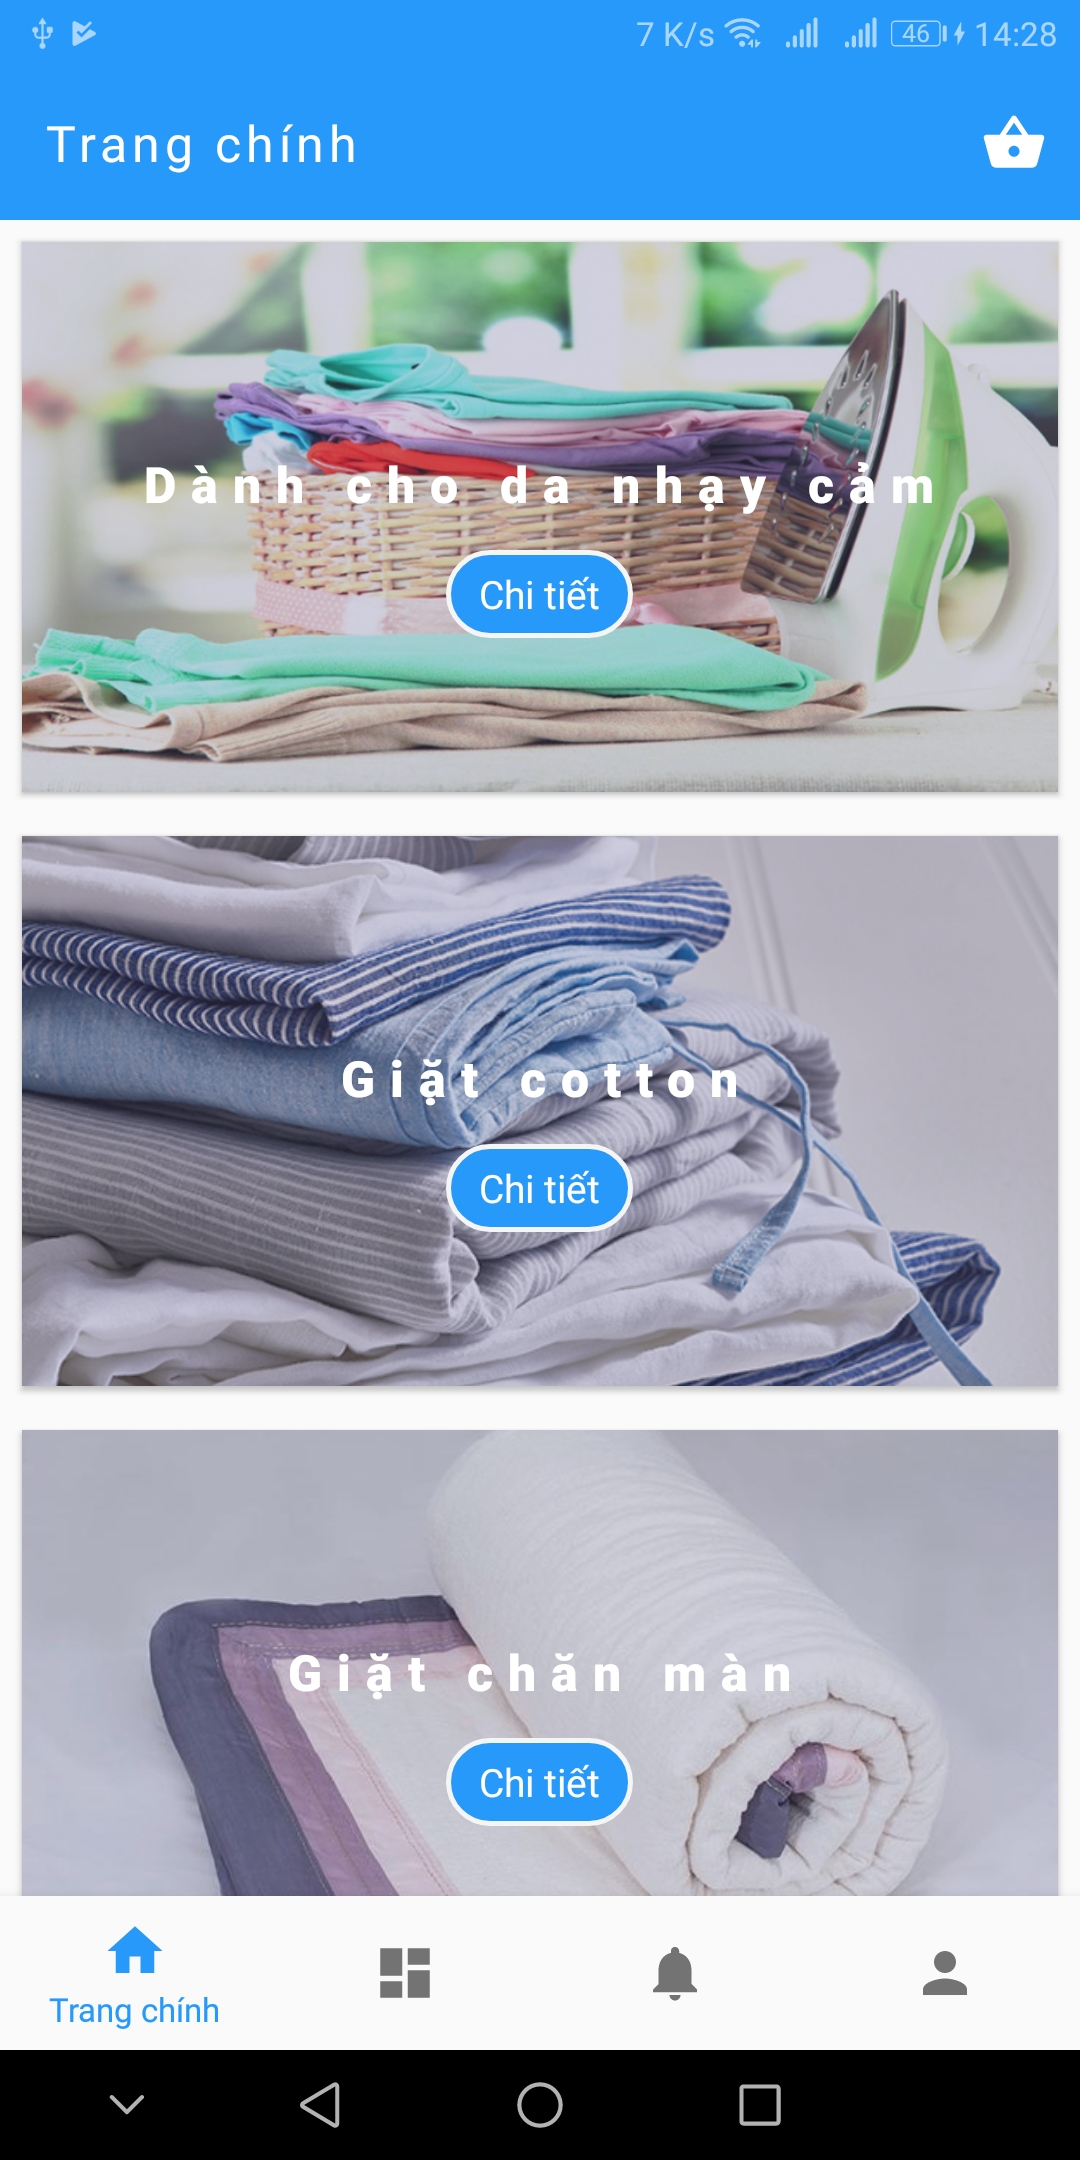 7 K/s 46 14:28
Trang chính
Dành cho da nhạy cảm
Chi tiết
Giặt cotton
Chi tiết
Giặt chăn màn
Chi tiết
Trang chính